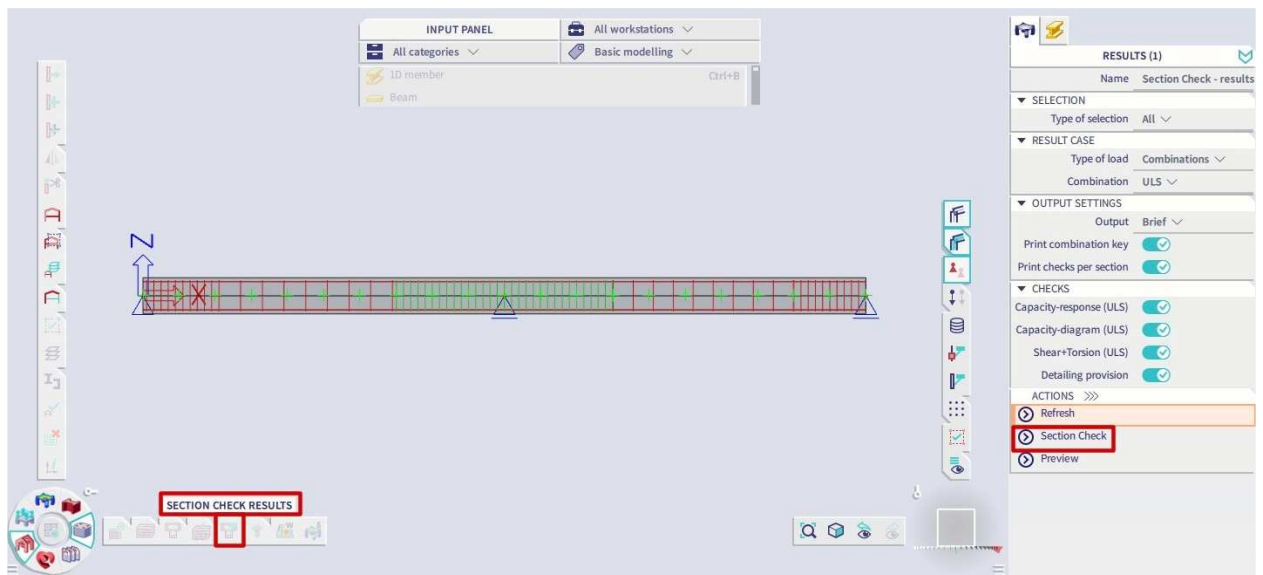 INPUT PANEL
All workstations
All categories
Basic modelling
1D member Ctrl+B
Beam
RESULTS (1)
Name Section Check - results
SELECTION
Type of selection All
RESULT CASE
Type of load Combinations
Combination ULS
OUTPUT SETTINGS
Output Brief
Print combination key
Print checks per section
CHECKS
Capacity-response (ULS)
Capacity-diagram (ULS)
Shear+Torsion (ULS)
Detailing provision
ACTIONS >>>
Refresh
Section Check
Preview
Z
X
SECTION CHECK RESULTS